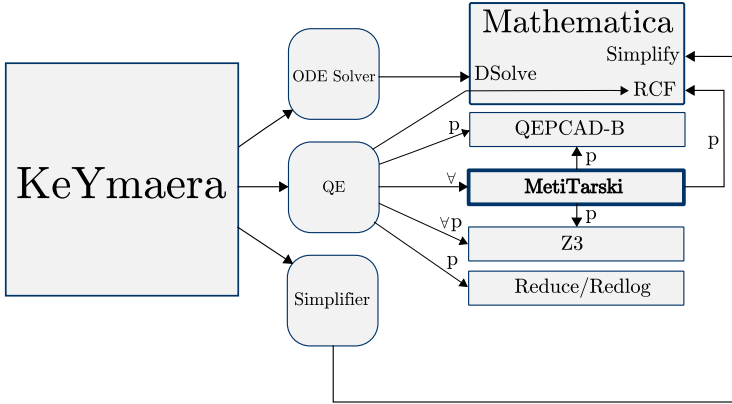 Mathematica
Simplify
ODE Solver
DSolve
RCF
p
QEPCAD-B
p
p
KeYmaera
QE
∀
MetiTarski
p
∀p
Z3
p
Reduce/Redlog
Simplifier